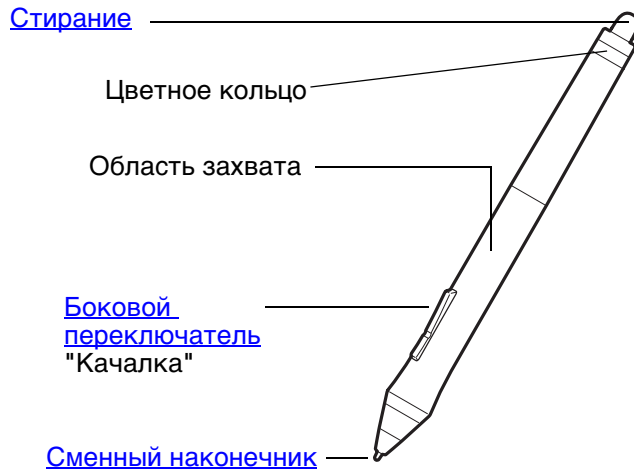 Стирание
Цветное кольцо
Область захвата
Боковой
переключатель
"Качалка"
Сменный наконечник